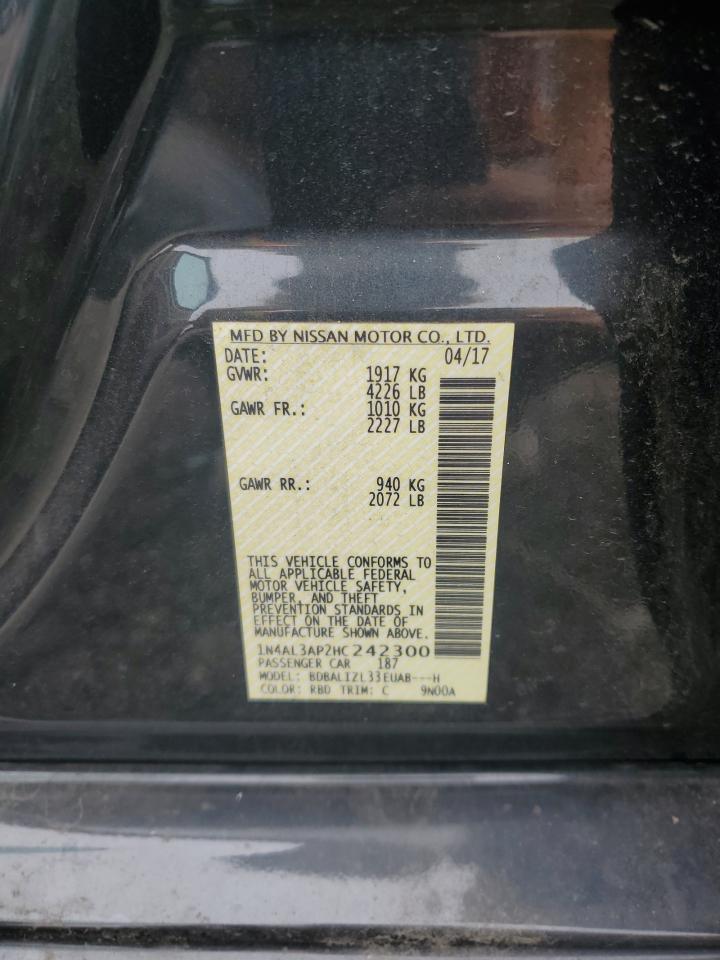 MFD BY NISSAN MOTOR CO., LTD.
DATE: 04/17
GVWR: 1917 KG
4226 LB
GAWR FR.: 1010 KG
2227 LB
GAWR RR.: 940 KG
2072 LB
THIS VEHICLE CONFORMS TO
ALL APPLICABLE FEDERAL
MOTOR VEHICLE SAFETY,
BUMPER, AND THEFT
PREVENTION STANDARDS IN
EFFECT ON THE DATE OF
MANUFACTURE SHOWN ABOVE.
1N4AL3AP2HC242300
PASSENGER CAR 187
MODEL: BDBALIZL33EUAB---H
COLOR: RBD TRIM: C 9N00A